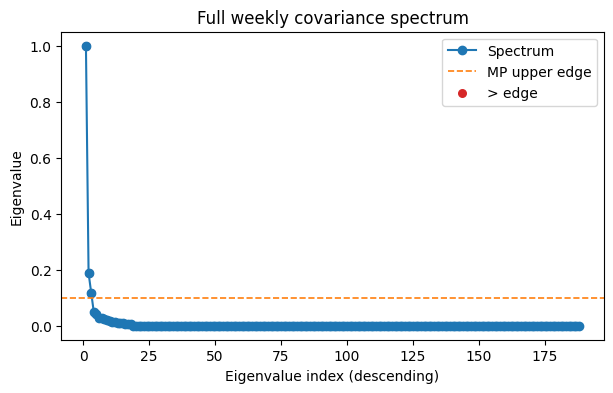 Full weekly covariance spectrum
Spectrum
MP upper edge
> edge
Eigenvalue
1.0
0.8
0.6
0.4
0.2
0.0
0
25
50
75
100
125
150
175
Eigenvalue index (descending)